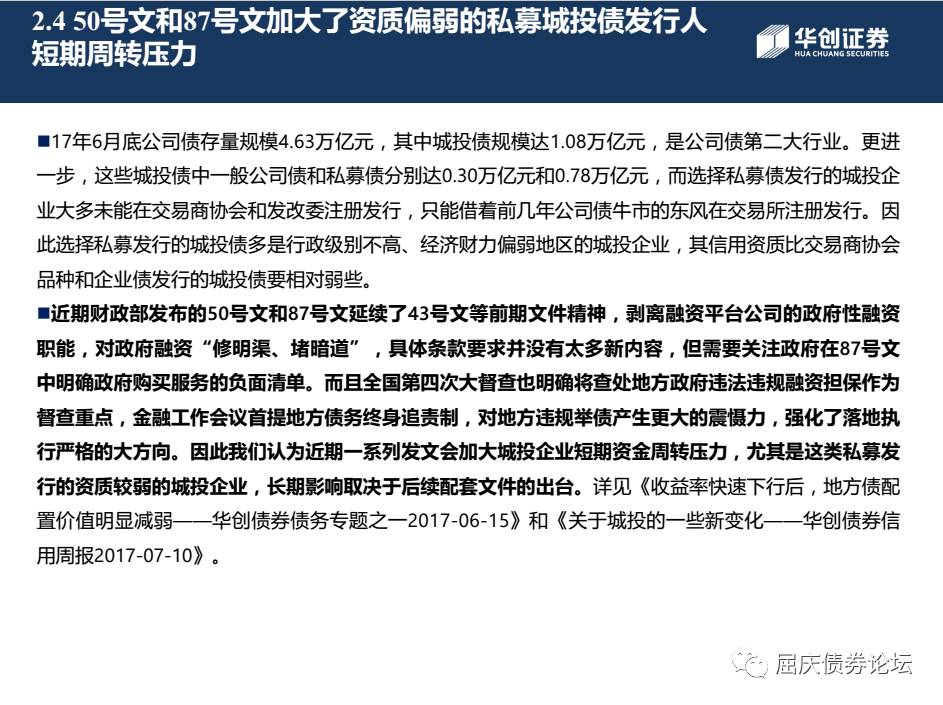 2.4 50号文和87号文加大了资质偏弱的私募城投债发行人
短期周转压力
华创证券
HUA CHUANG SECURITIES
■17年6月底公司债存量规模4.63万亿元，其中城投债规模达1.08万亿元，是公司债第二大行业。更进
一步，这些城投债中一般公司债和私募债分别达0.30万亿元和0.78万亿元，而选择私募债发行的城投企
业大多未能在交易商协会和发改委注册发行，只能借着前几年公司债牛市的东风在交易所注册发行。因
此选择私募发行的城投债多是行政级别不高、经济财力偏弱地区的城投企业，其信用资质比交易商协会
品种和企业债发行的城投债要相对弱些。
■近期财政部发布的50号文和87号文延续了43号文等前期文件精神，剥离融资平台公司的政府性融资
职能，对政府融资“修明渠、堵暗道”，具体条款要求并没有太多新内容，但需要关注政府在87号文
中明确政府购买服务的负面清单。而且全国第四次大督查也明确将查处地方政府违法违规融资担保作为
督查重点，金融工作会议首提地方债务终身追责制，对地方违规举债产生更大的震慑力，强化了落地执
行严格的大方向。因此我们认为近期一系列发文会加大城投企业短期资金周转压力，尤其是这类私募发
行的资质较弱的城投企业，长期影响取决于后续配套文件的出台。详见《收益率快速下行后，地方债配
置价值明显减弱——华创债券债务专题之一2017-06-15》和《关于城投的一些新变化——华创债券信
用周报2017-07-10》。
屈庆债券论坛